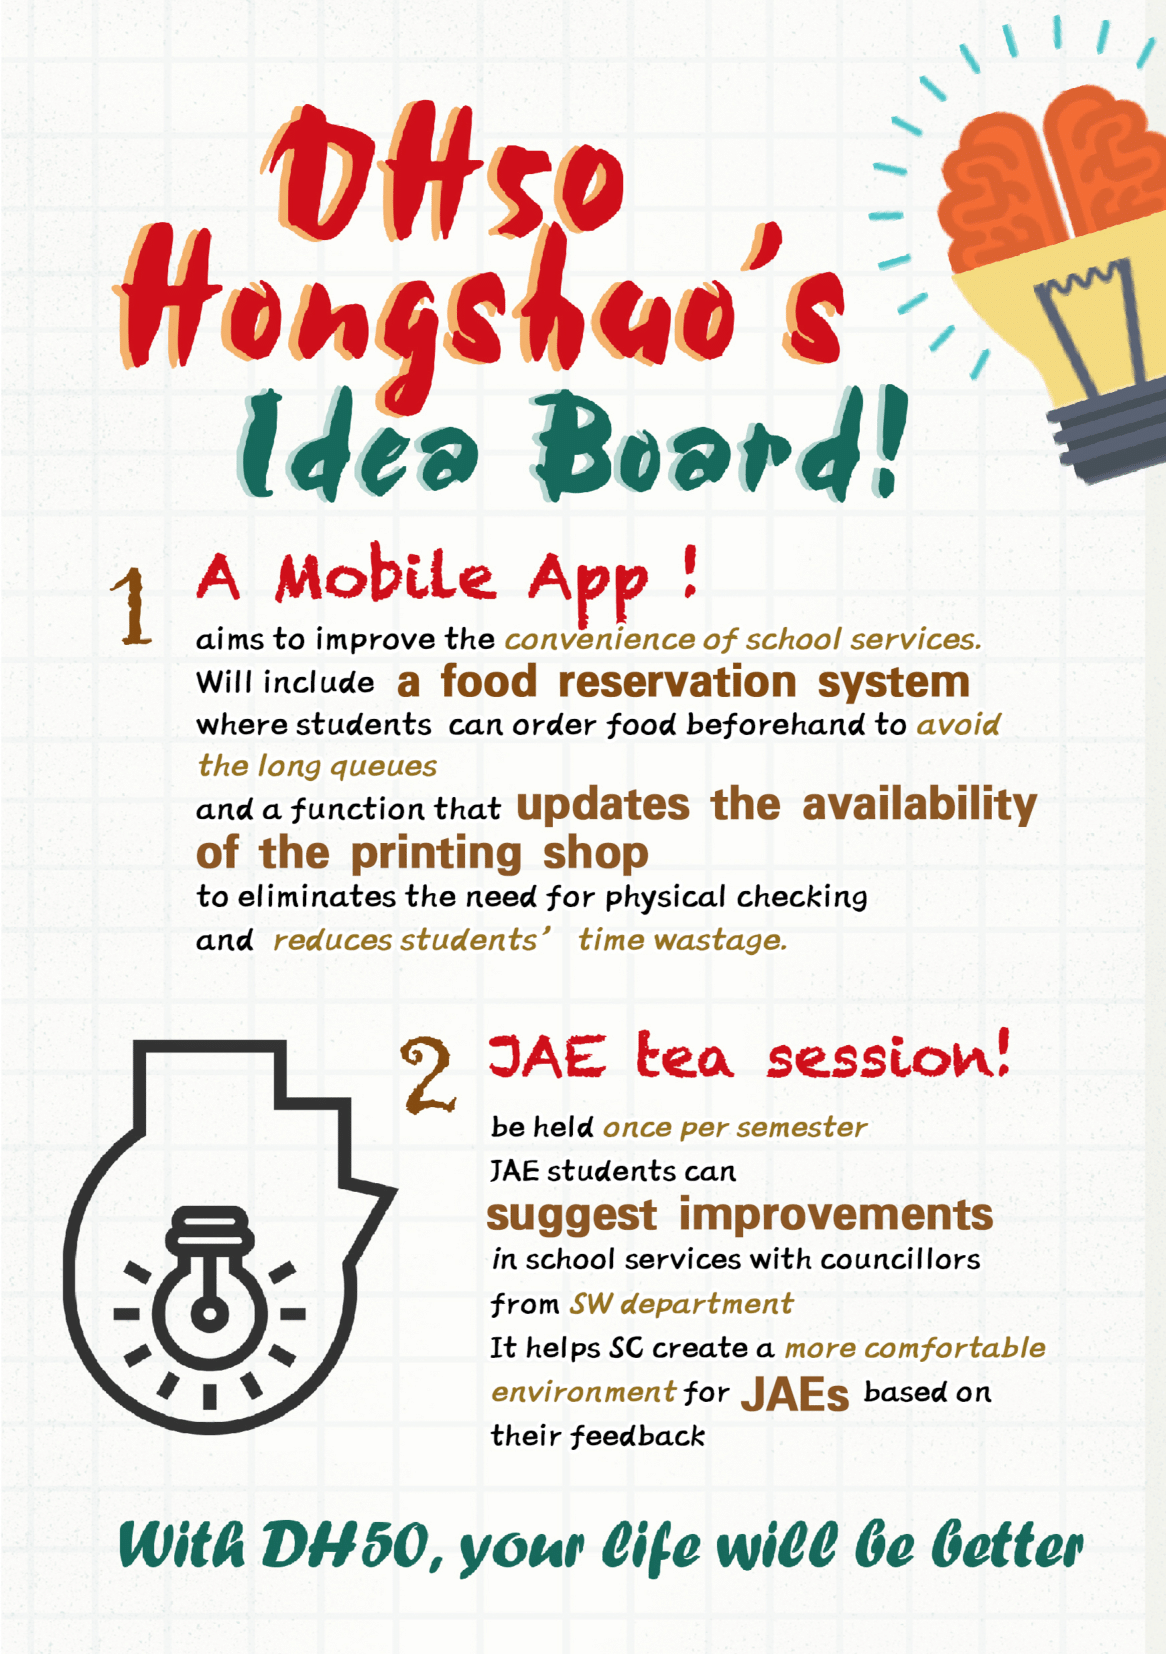 DH50
Hongshuo's
Idea Board!
1
A Mobile App !
aims to improve the convenience of school services.
Will include a food reservation system
where students can order food beforehand to avoid
the long queues
and a function that updates the availability
of the printing shop
to eliminates the need for physical checking
and reduces students' time wastage.
2
JAE tea session!
be held once per semester
JAE students can
suggest improvements
in school services with councillors
from SW department
It helps SC create a more comfortable
environment for JAEs based on
their feedback
With DH50, your life will be better